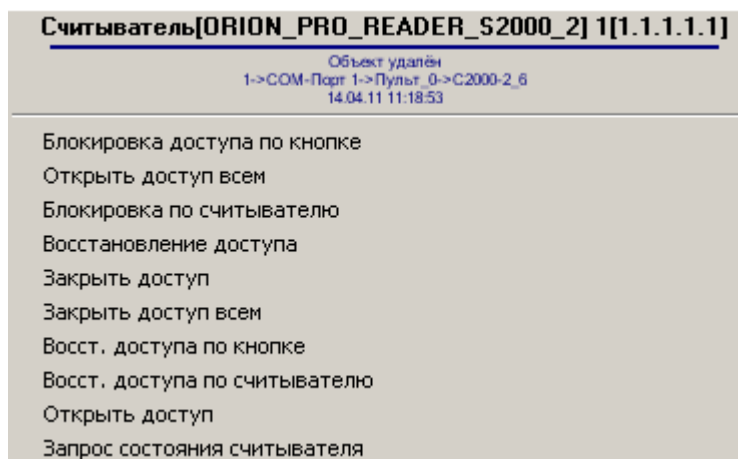 Считыватель[ORION_PRO_READER_S2000_2] 1[1.1.1.1.1]
Объект удалён
1->COM-Порт 1->Пульт_0->С2000-2_6
14.04.11 11:18:53
Блокировка доступа по кнопке
Открыть доступ всем
Блокировка по считывателю
Восстановление доступа
Закрыть доступ
Закрыть доступ всем
Восст. доступа по кнопке
Восст. доступа по считывателю
Открыть доступ
Запрос состояния считывателя